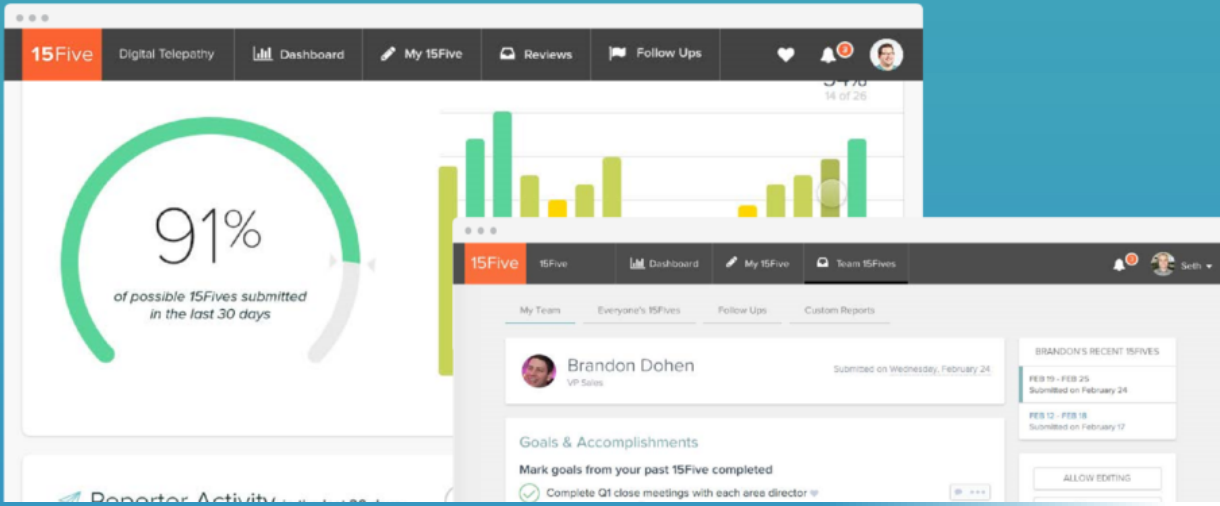 15Five Digital Telepathy Dashboard My 15Five Reviews Follow Ups 3
14 of 26
91%
of possible 15Fives submitted
in the last 30 days
Reporter Activity
15Five 15Five Dashboard My 15Five Team 15Fives Seth
My Team Everyone's 15Fives Follow Ups Custom Reports
Brandon Dohen
VP Sales
Submitted on Wednesday, February 24
BRANDON'S RECENT 15FIVES
FEB 19 - FEB 25
Submitted on February 24
FEB 12 - FEB 18
Submitted on February 17
Goals & Accomplishments
Mark goals from your past 15Five completed
Complete Q1 close meetings with each area director
ALLOW EDITING